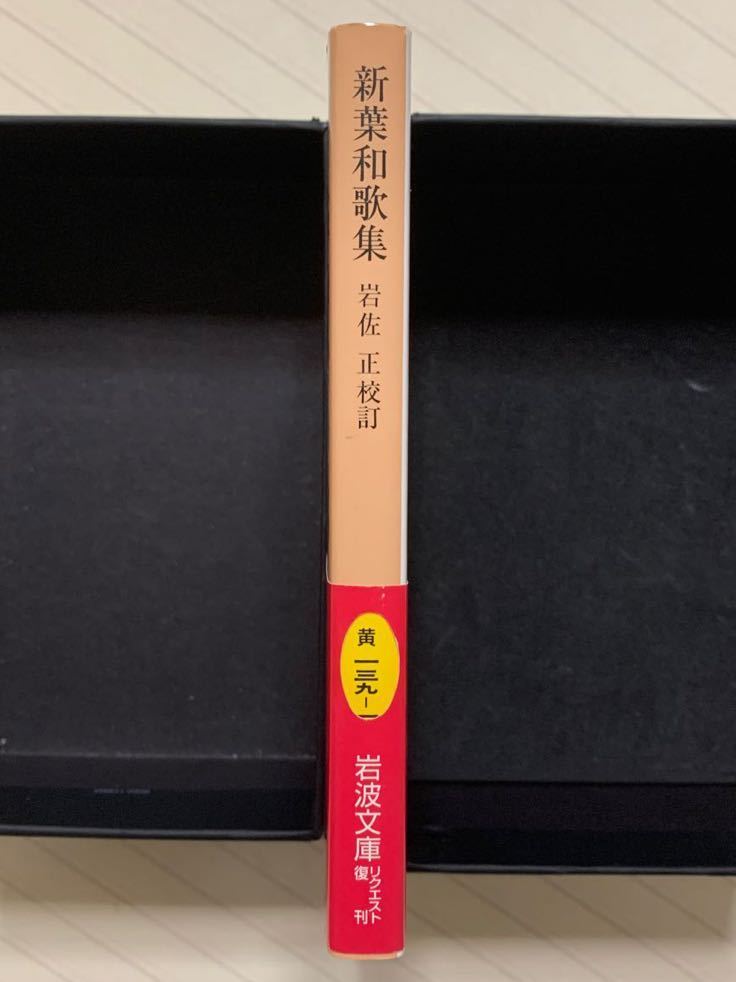 新葉和歌集
岩佐 正校訂
黄
一三九-一
岩波文庫
リクエスト
復刊